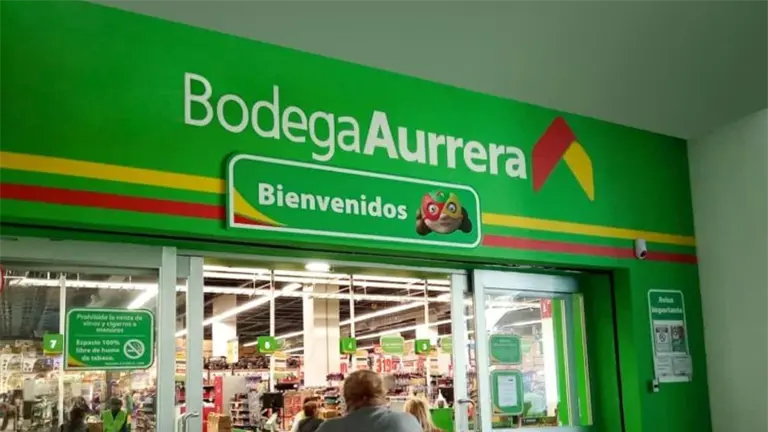 BodegaAurrera
Bienvenidos
7
Prohibida la venta de
vinos y cigarros a
menores
Espacio 100%
libre de humo
de tabaco.
Aviso
importante